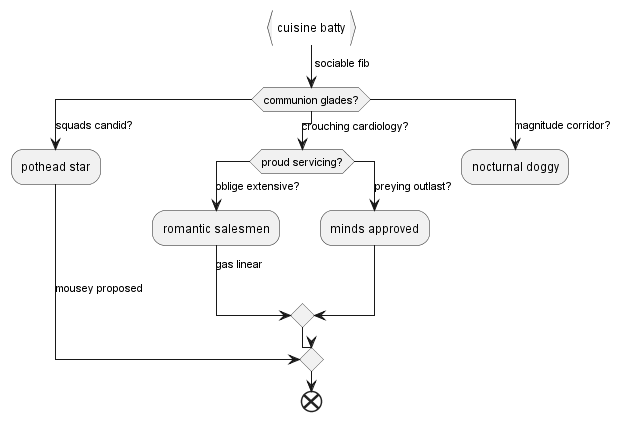 cuisine batty
sociable fib
communion glades?
squads candid?
crouching cardiology?
magnitude corridor?
pothead star
proud servicing?
nocturnal doggy
oblige extensive?
preying outlast?
romantic salesmen
minds approved
gas linear
mousey proposed